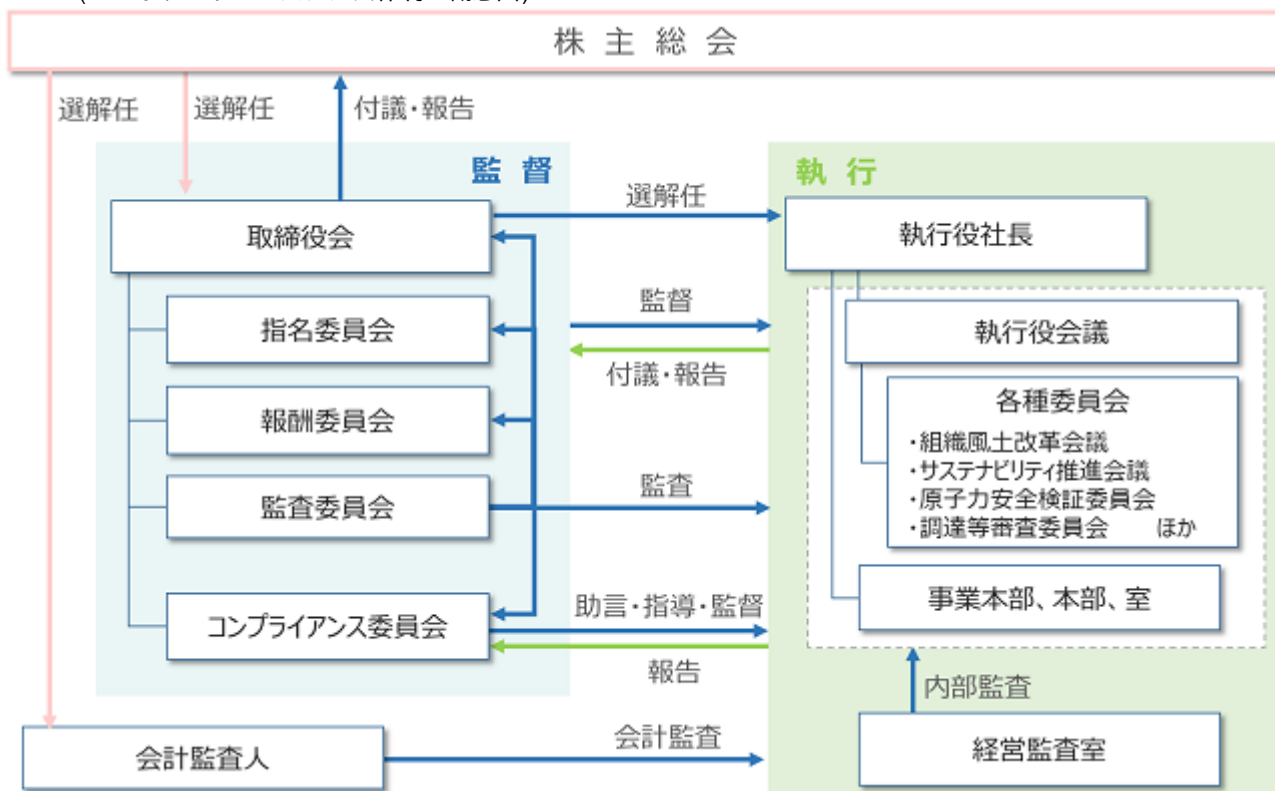 株主総会
選解任
選解任
付議・報告
監督
執行
取締役会
選解任
執行役社長
指名委員会
監督
付議・報告
執行役会議
報酬委員会
各種委員会
・組織風土改革会議
・サステナビリティ推進会議
・原子力安全検証委員会
・調達等審査委員会 ほか
監査委員会
監査
コンプライアンス委員会
助言・指導・監督
報告
事業本部、本部、室
内部監査
会計監査人
会計監査
経営監査室